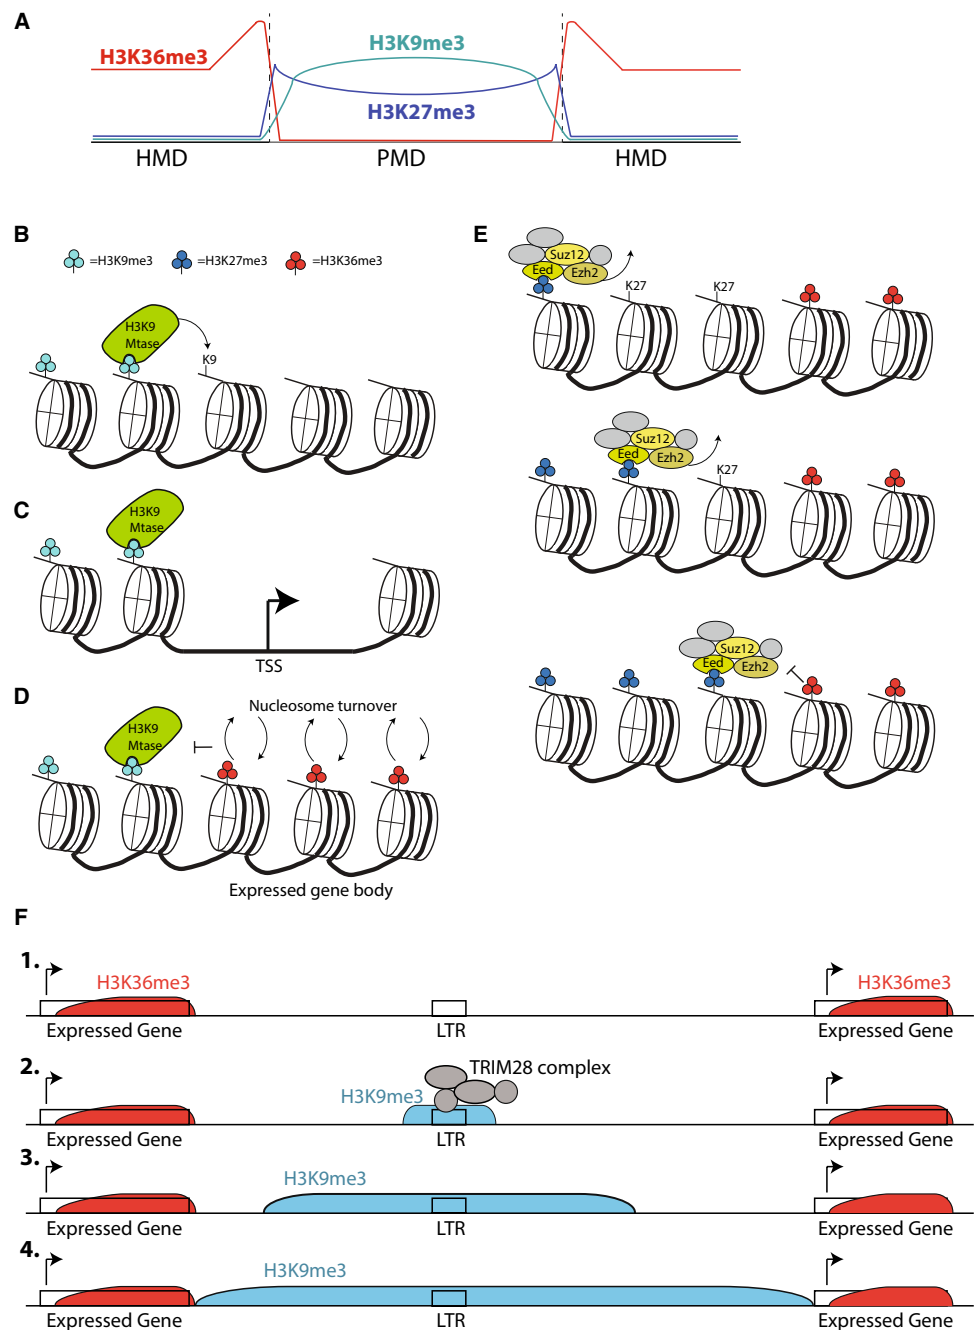 A
H3K36me3
H3K9me3
H3K27me3
HMD
PMD
HMD
B
=H3K9me3
=H3K27me3
=H3K36me3
H3K9
Mtase
K9
C
H3K9
Mtase
TSS
D
Nucleosome turnover
H3K9
Mtase
Expressed gene body
E
Suz12
Eed
Ezh2
K27
K27
Suz12
Eed
Ezh2
K27
Suz12
Eed
Ezh2
F
1.
H3K36me3
H3K36me3
Expressed Gene
LTR
Expressed Gene
2.
TRIM28 complex
H3K9me3
Expressed Gene
LTR
Expressed Gene
3.
H3K9me3
Expressed Gene
LTR
Expressed Gene
4.
H3K9me3
Expressed Gene
LTR
Expressed Gene